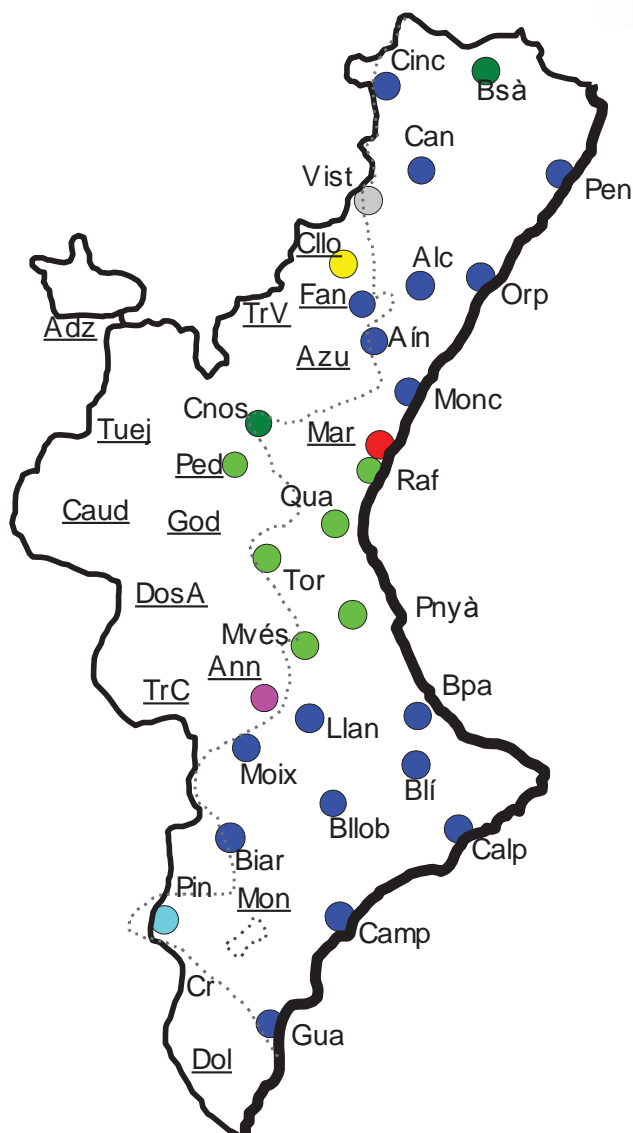 Cinc
Bsà
Can
Vist
Pen
Cllo
Alc
Orp
Fan
TrV
Adz
Aín
Azu
Monc
Cnos
Tuej
Mar
Ped
Raf
Qua
Caud
God
Tor
DosA
Pnyà
Mvés
Ann
TrC
Bpa
Llan
Moix
Blí
Bllob
Calp
Biar
Pin
Mon
Camp
Cr
Gua
Dol